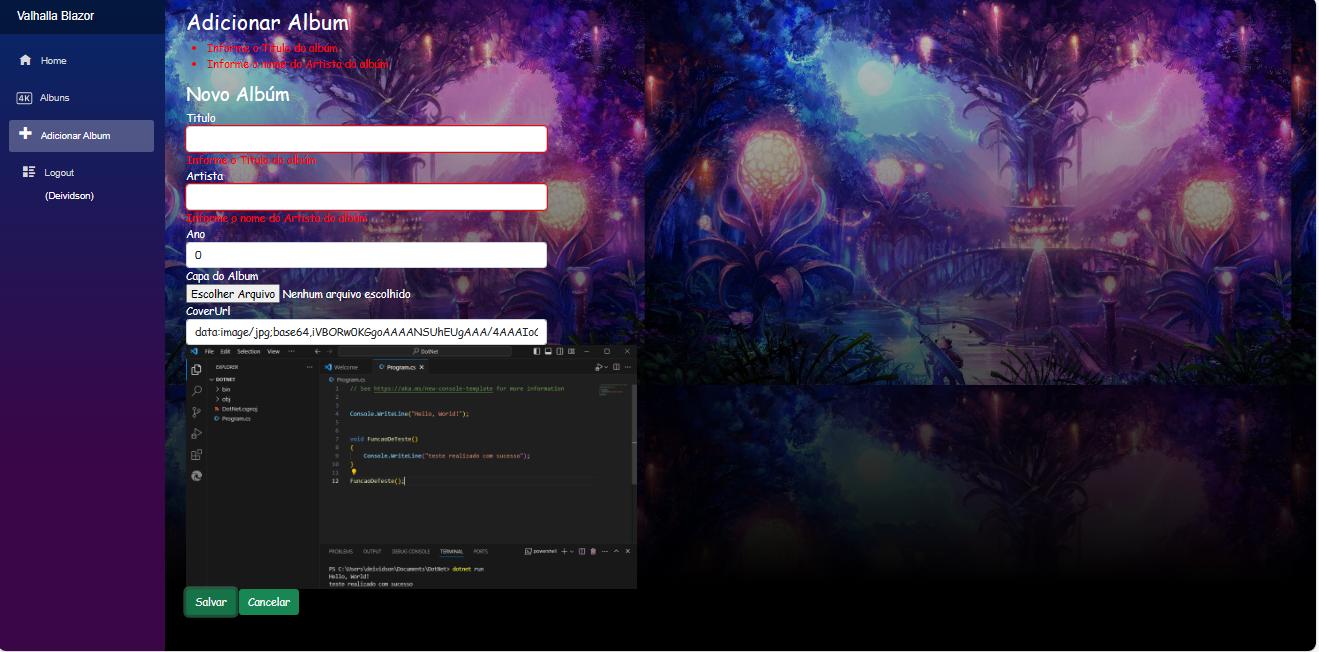 Valhalla Blazor
Home
4K Albuns
Adicionar Album
Logout
(Deividson)
Adicionar Album
Informe o Titulo do albúm
Informe o nome do Artista do albúm
Novo Albúm
Titulo
Informe o Titulo do albúm
Artista
Informe o nome do Artista do albúm
Ano
0
Capa do Album
Escolher Arquivo Nenhum arquivo escolhido
CoverUrl
data:image/jpg;base64,iVBORw0KGgoAAAANSUhEUgAAA/4AAAIo
File Edit Selection View ··· DotNet
EXPLORER ··· Welcome Program.cs
DOTNET
bin
obj
DotNet.csproj
Program.cs
Program.cs
1 // See https://aka.ms/new-console-template for more information
2
3
4 Console.WriteLine("Hello, World!");
5
6
7 void FuncaoDeTeste()
8 {
9 Console.WriteLine("teste realizado com sucesso");
10 }
11
12 FuncaoDeTeste();
PROBLEMS OUTPUT DEBUG CONSOLE TERMINAL PORTS powershell
PS C:\Users\deividson\Documents\DotNet> dotnet run
Hello, World!
teste realizado com sucesso
Salvar Cancelar